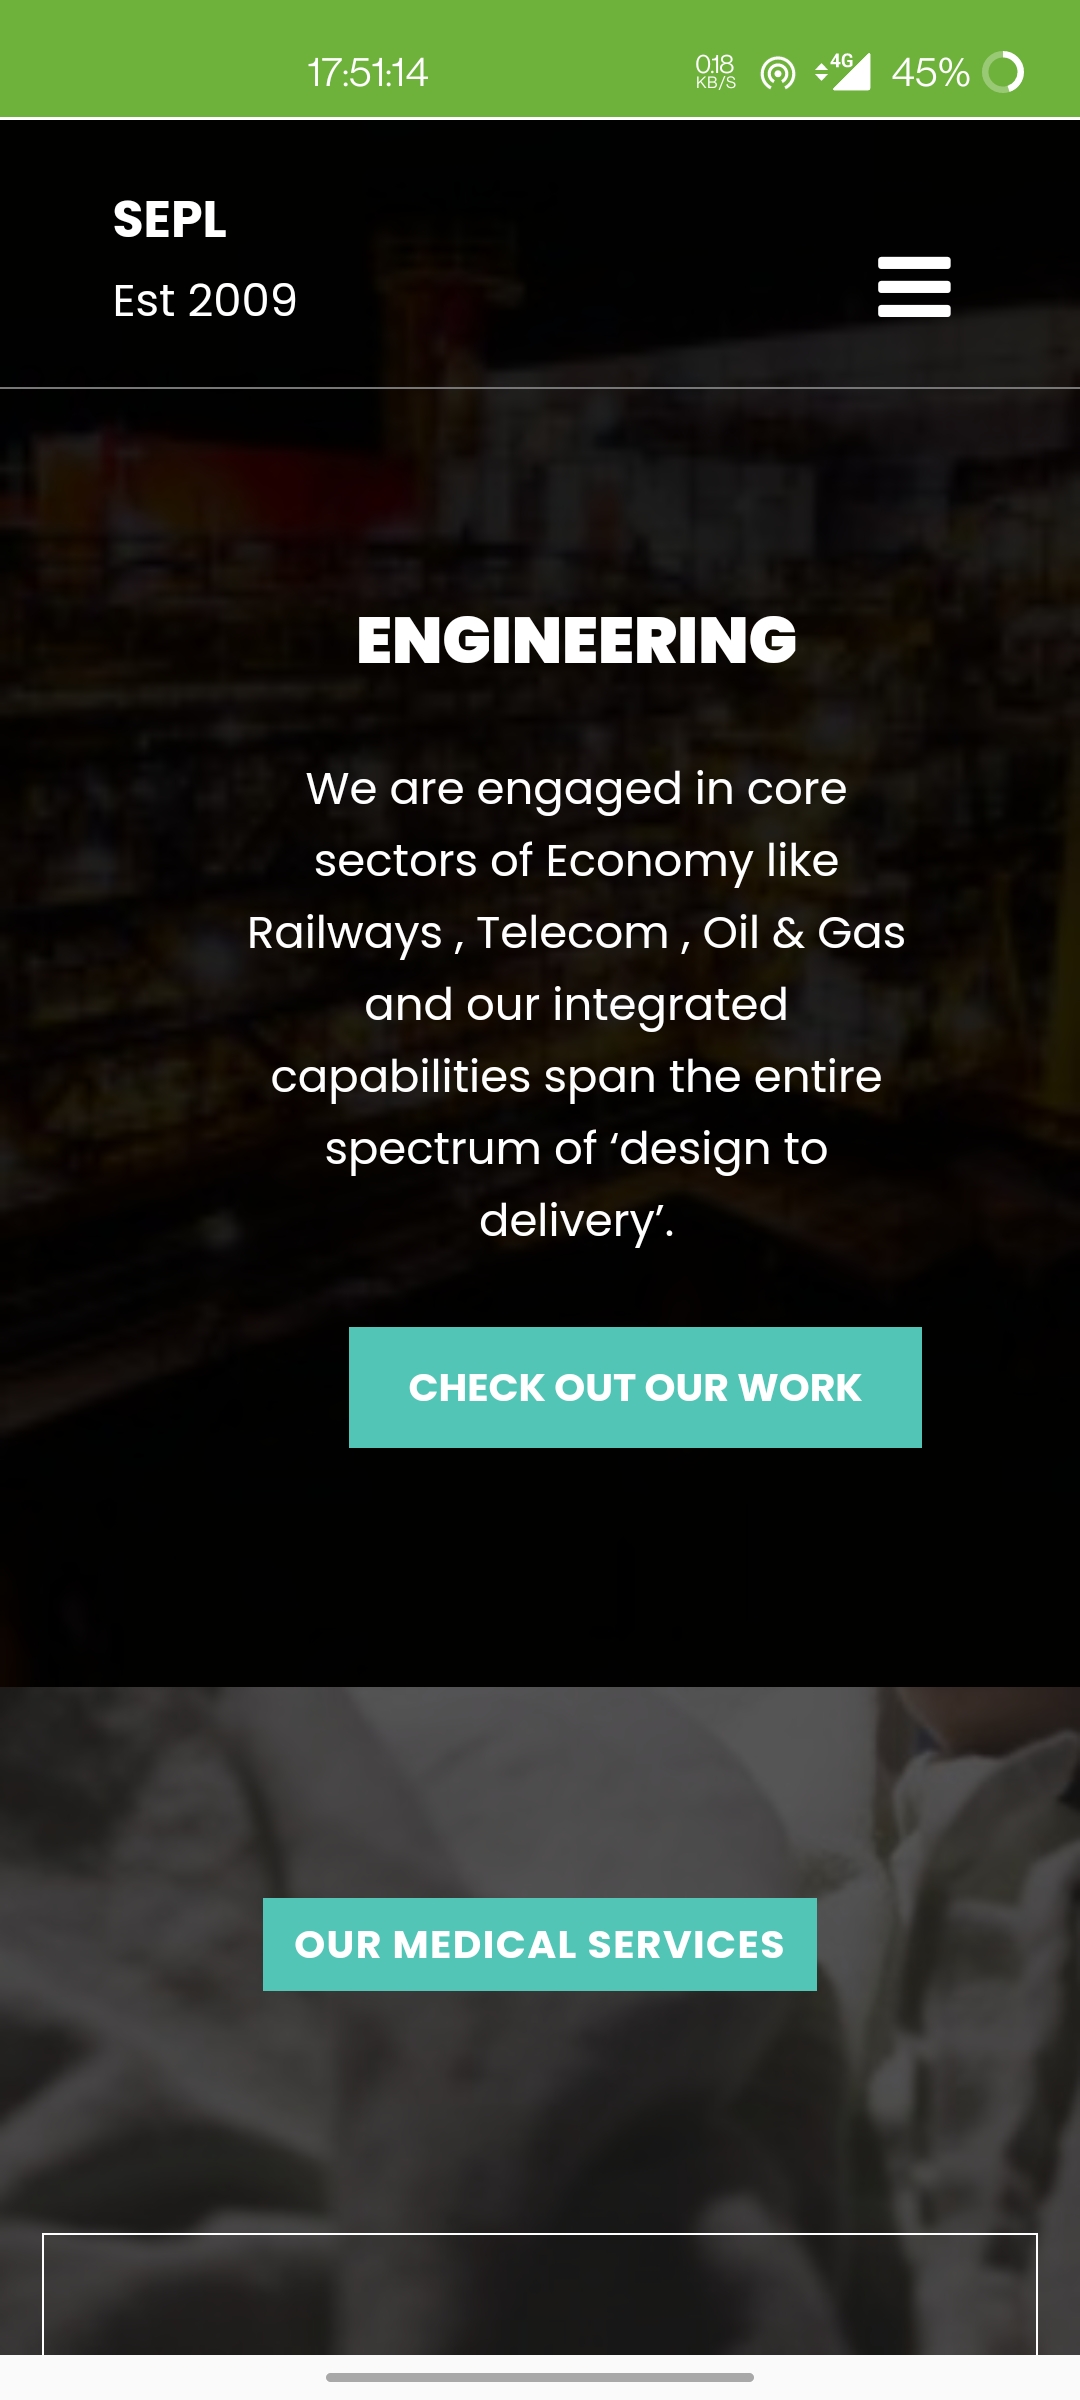 17:51:14
0.18
KB/S
4G
45%
SEPL
Est 2009
ENGINEERING
We are engaged in core
sectors of Economy like
Railways , Telecom , Oil & Gas
and our integrated
capabilities span the entire
spectrum of ‘design to
delivery’.
CHECK OUT OUR WORK
OUR MEDICAL SERVICES